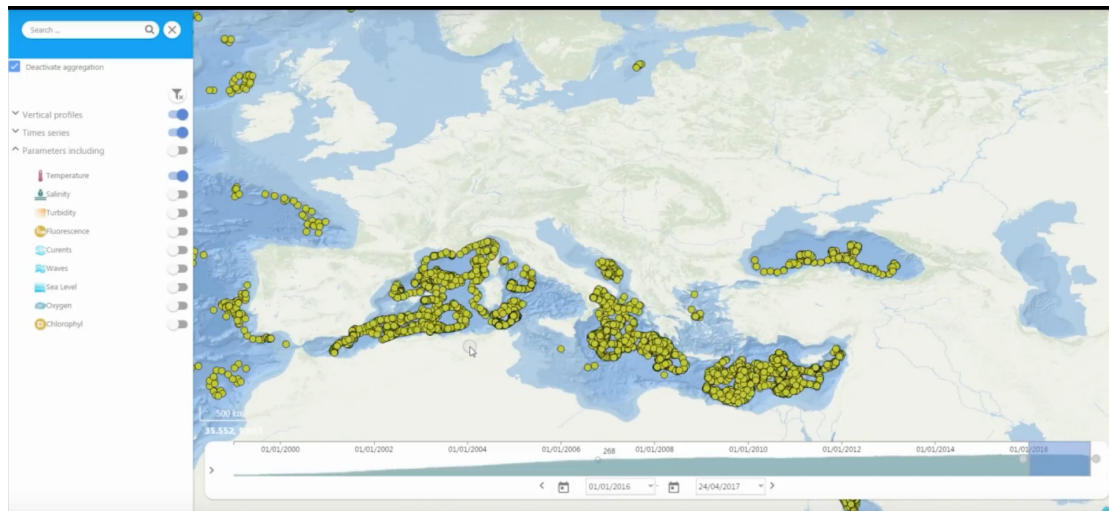 Search ...
Deactivate aggregation
Vertical profiles
Times series
Parameters including
Temperature
Salinity
Turbidity
Fluorescence
Curents
Waves
Sea Level
Oxygen
Chlorophyl
500 km
35.552,
01/01/2000 01/01/2002 01/01/2004 01/01/2006 268 01/01/2008 01/01/2010 01/01/2012 01/01/2014 01/01/2016
01/01/2016 - 24/04/2017